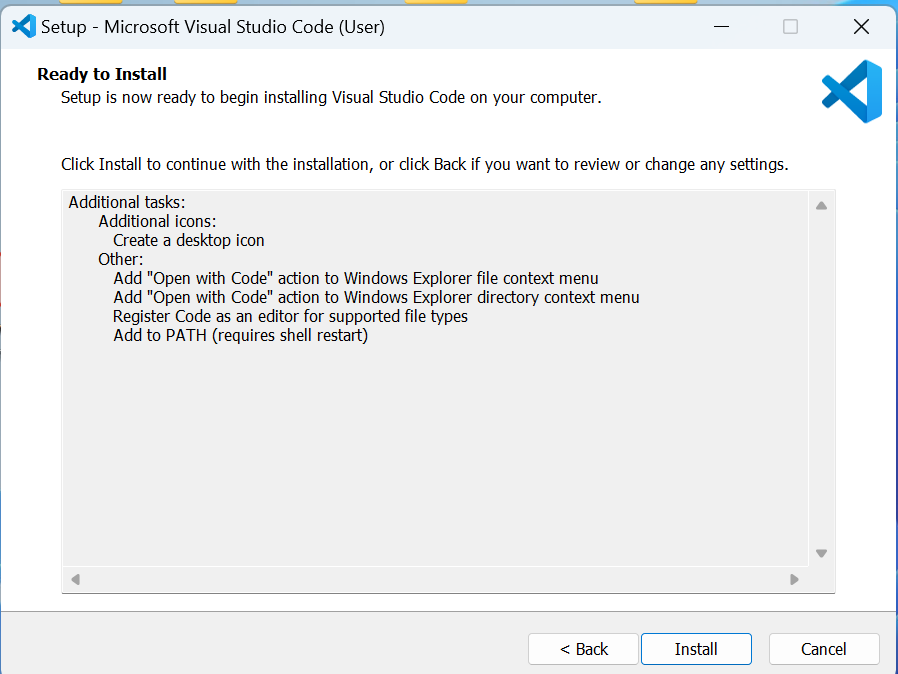 Setup - Microsoft Visual Studio Code (User)
Ready to Install
Setup is now ready to begin installing Visual Studio Code on your computer.
Click Install to continue with the installation, or click Back if you want to review or change any settings.
Additional tasks:
Additional icons:
Create a desktop icon
Other:
Add "Open with Code" action to Windows Explorer file context menu
Add "Open with Code" action to Windows Explorer directory context menu
Register Code as an editor for supported file types
Add to PATH (requires shell restart)
< Back
Install
Cancel